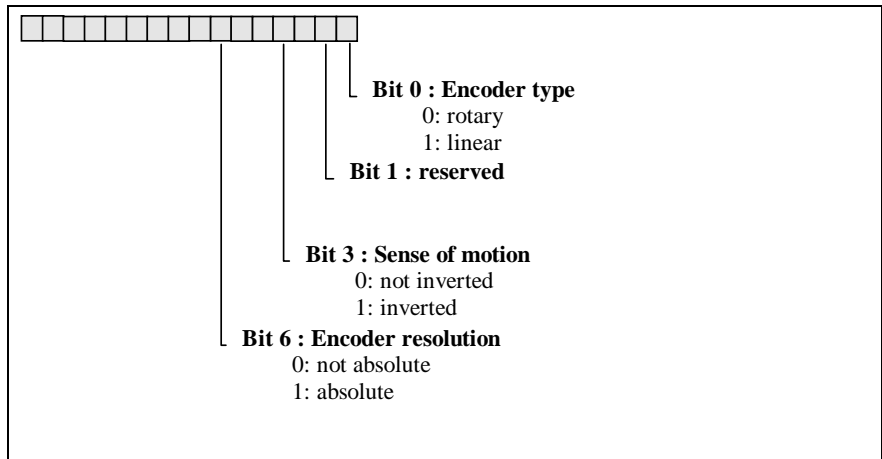 Bit 0 : Encoder type
0: rotary
1: linear
Bit 1 : reserved
Bit 3 : Sense of motion
0: not inverted
1: inverted
Bit 6 : Encoder resolution
0: not absolute
1: absolute